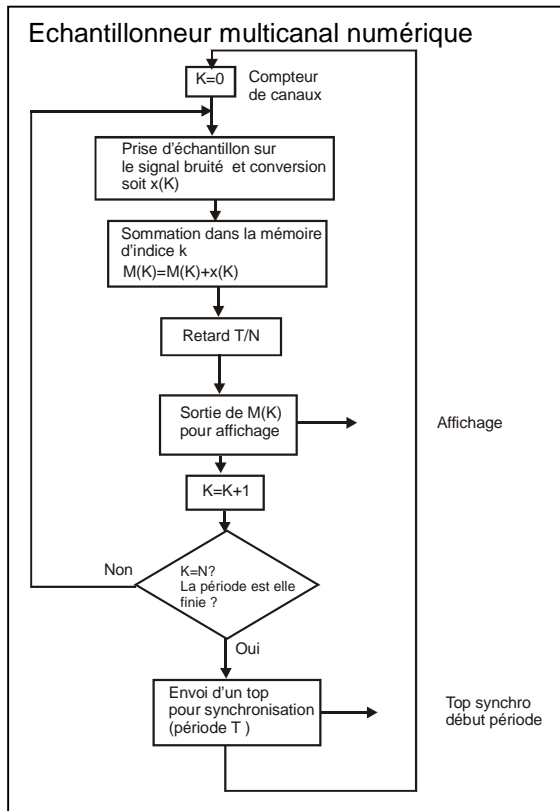 Echantillonneur multicanal numérique
K=0
Compteur
de canaux
Prise d'échantillon sur
le signal bruité et conversion
soit x(K)
Sommation dans la mémoire
d'indice k
M(K)=M(K)+x(K)
Retard T/N
Sortie de M(K)
pour affichage
Affichage
K=K+1
Non
K=N?
La période est elle
finie ?
Oui
Envoi d'un top
pour synchronisation
(période T )
Top synchro
début période